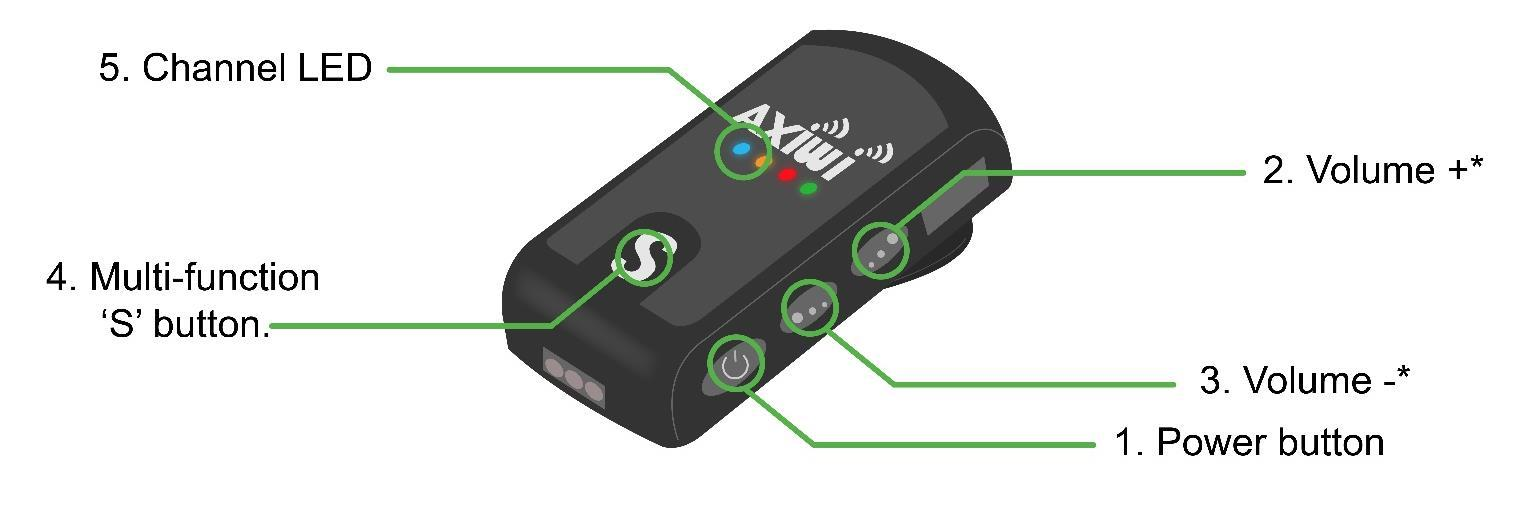 5. Channel LED
AXIWI
2. Volume +*
4. Multi-function
‘S’ button.
S
3. Volume -*
1. Power button